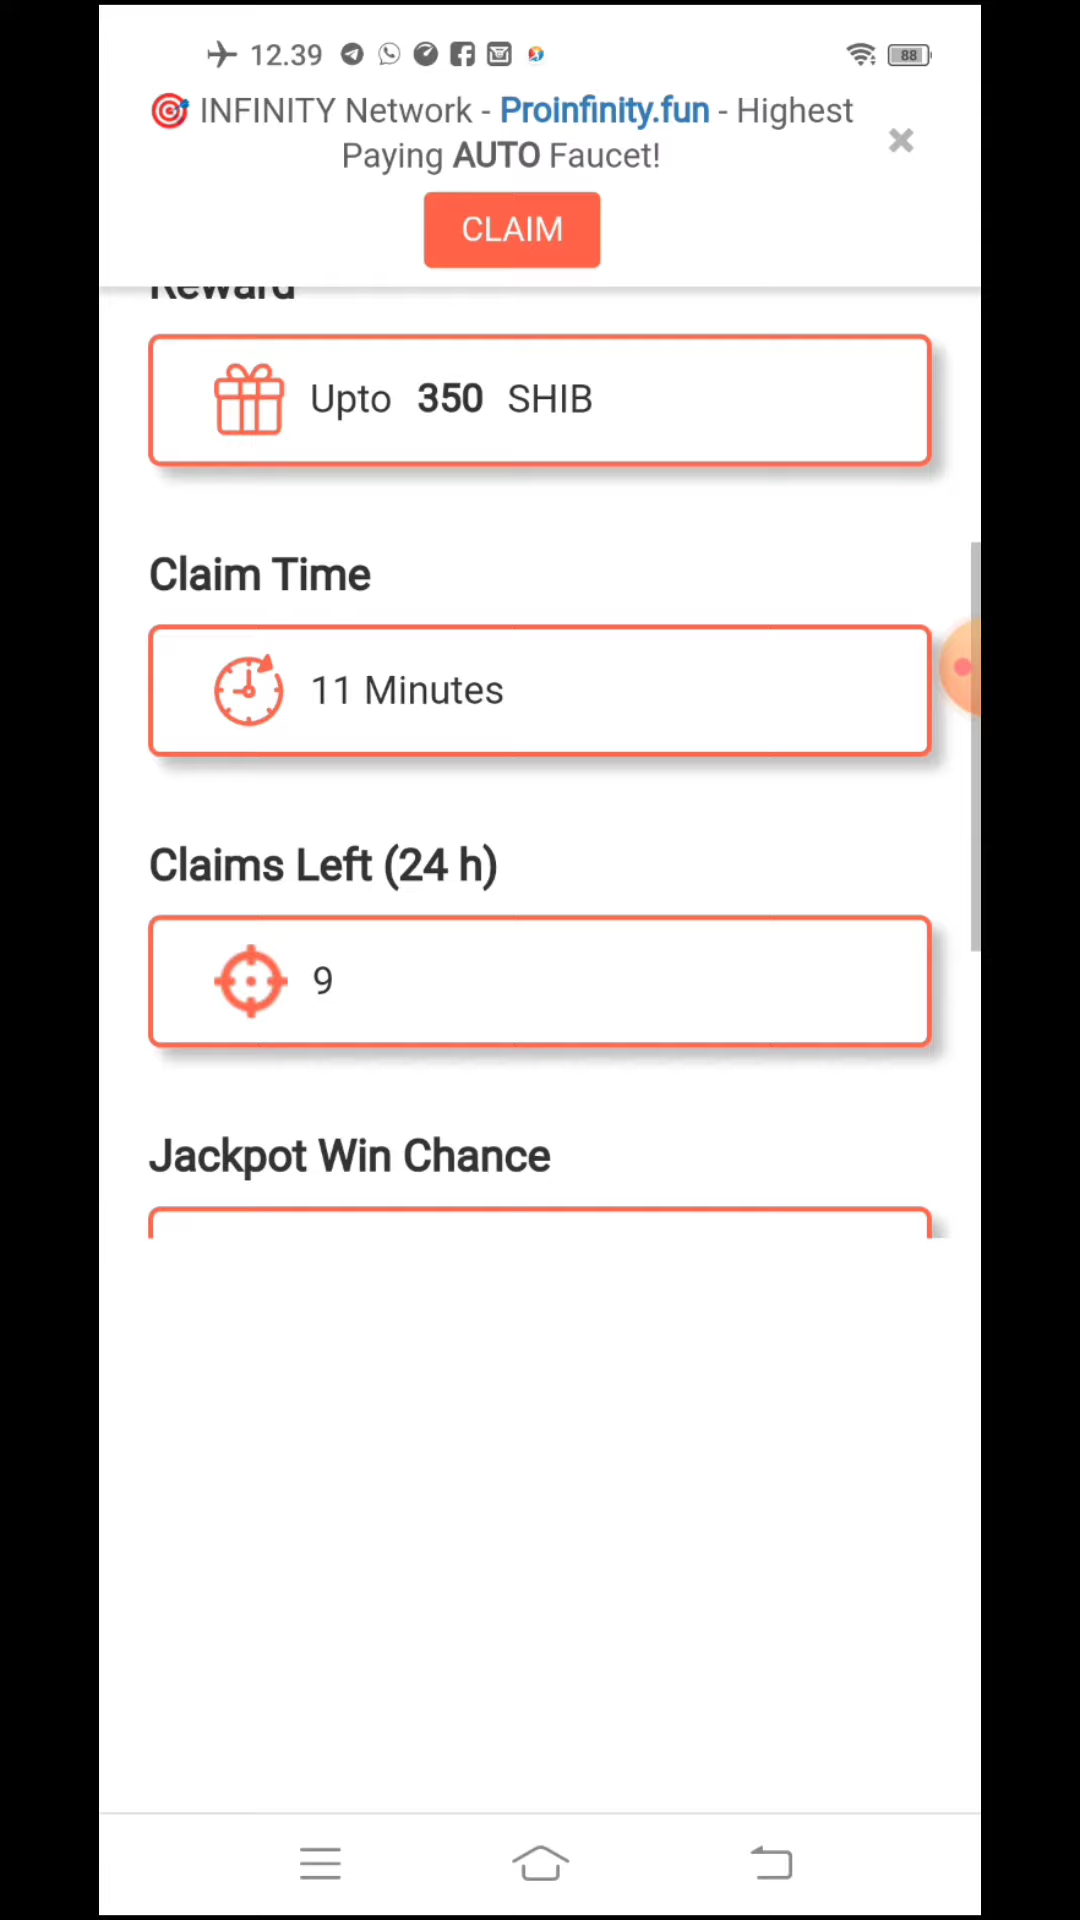 12.39
88
INFINITY Network - Proinfinity.fun - Highest
Paying AUTO Faucet!
CLAIM
Reward
Upto 350 SHIB
Claim Time
11 Minutes
Claims Left (24 h)
9
Jackpot Win Chance